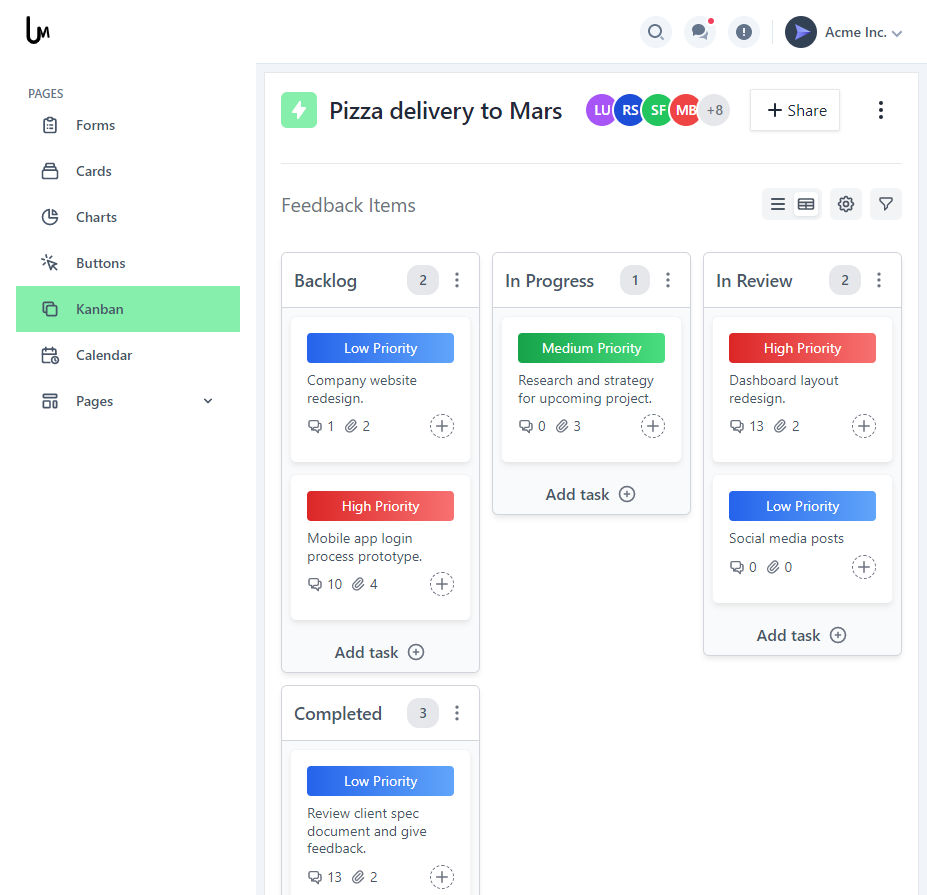 UM
Acme Inc.
PAGES
Forms
Cards
Charts
Buttons
Kanban
Calendar
Pages
Pizza delivery to Mars
LU RS SF MB +8
Share
Feedback Items
Backlog 2
Low Priority
Company website
redesign.
1 2
High Priority
Mobile app login
process prototype.
10 4
Add task
In Progress 1
Medium Priority
Research and strategy
for upcoming project.
0 3
Add task
In Review 2
High Priority
Dashboard layout
redesign.
13 2
Low Priority
Social media posts
0 0
Add task
Completed 3
Low Priority
Review client spec
document and give
feedback.
13 2